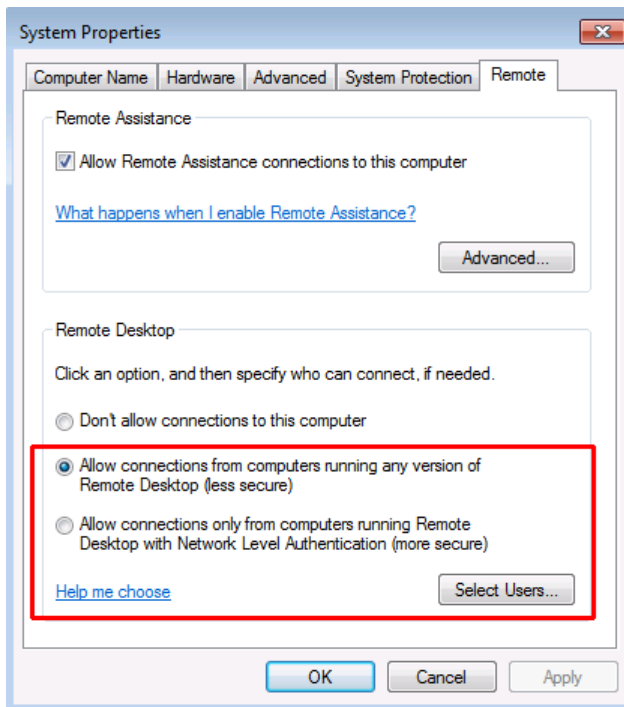 System Properties
Computer Name Hardware Advanced System Protection Remote
Remote Assistance
Allow Remote Assistance connections to this computer
What happens when I enable Remote Assistance?
Advanced...
Remote Desktop
Click an option, and then specify who can connect, if needed.
Don't allow connections to this computer
Allow connections from computers running any version of
Remote Desktop (less secure)
Allow connections only from computers running Remote
Desktop with Network Level Authentication (more secure)
Help me choose Select Users...
OK Cancel Apply